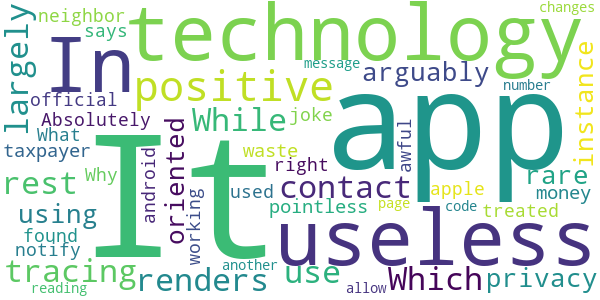 neighbor technology changes
largely says In app
official positive arguably instance
Absolutely It While message joke number
What oriented awful rare
taxpayer android waste right
rest Why contact apple money
using working used useless treated
found pointless page code
notify renders use Which privacy
tracing another allow
reading